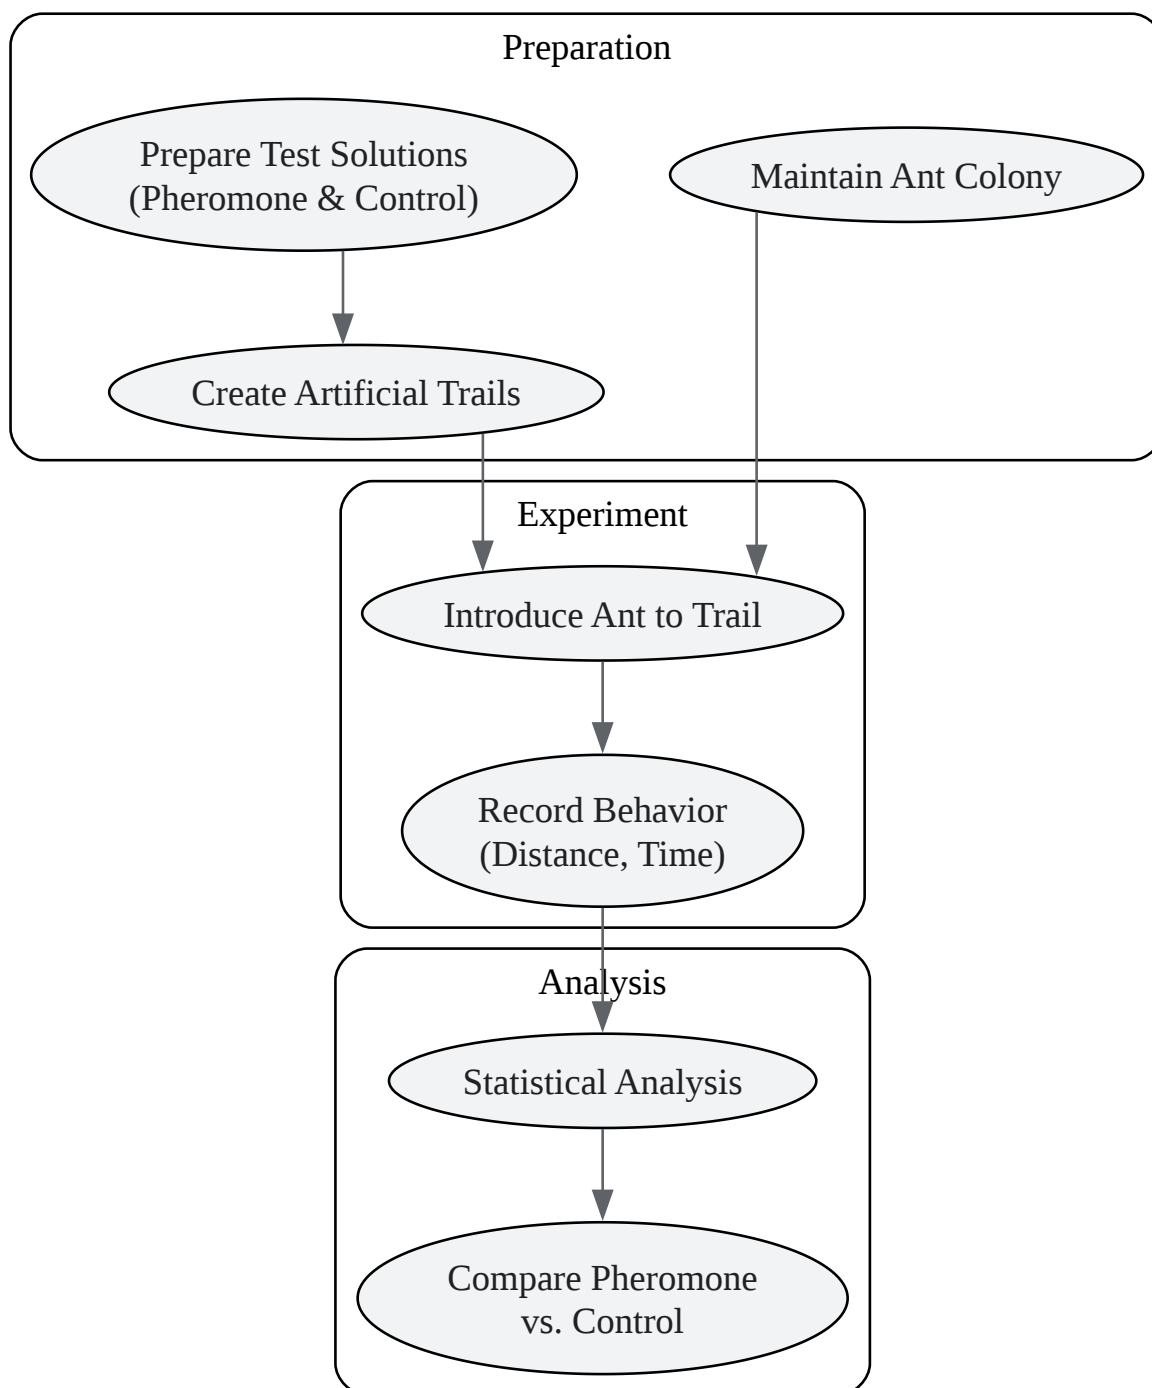 Preparation
Prepare Test Solutions
(Pheromone & Control)
Maintain Ant Colony
Create Artificial Trails
Experiment
Introduce Ant to Trail
Record Behavior
(Distance, Time)
Analysis
Statistical Analysis
Compare Pheromone
vs. Control